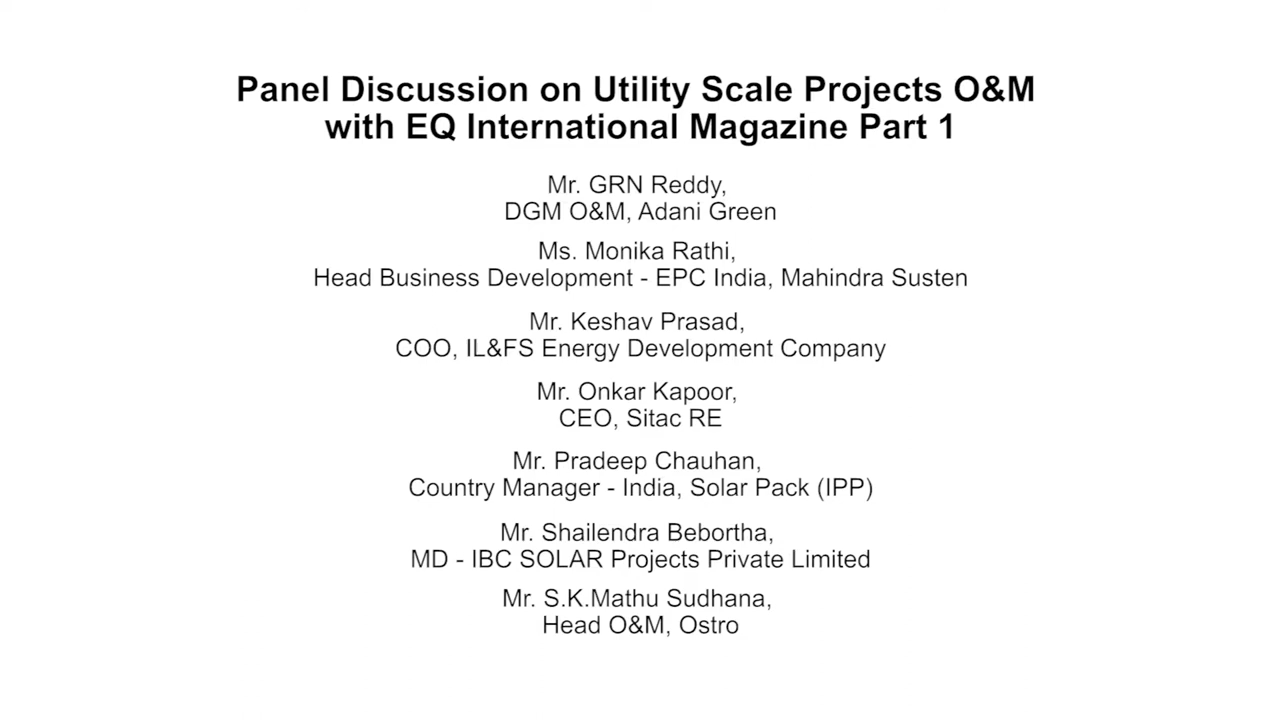 Panel Discussion on Utility Scale Projects O&M
with EQ International Magazine Part 1
Mr. GRN Reddy,
DGM O&M, Adani Green
Ms. Monika Rathi,
Head Business Development - EPC India, Mahindra Susten
Mr. Keshav Prasad,
COO, IL&FS Energy Development Company
Mr. Onkar Kapoor,
CEO, Sitac RE
Mr. Pradeep Chauhan,
Country Manager - India, Solar Pack (IPP)
Mr. Shailendra Bebortha,
MD - IBC SOLAR Projects Private Limited
Mr. S.K.Mathu Sudhana,
Head O&M, Ostro